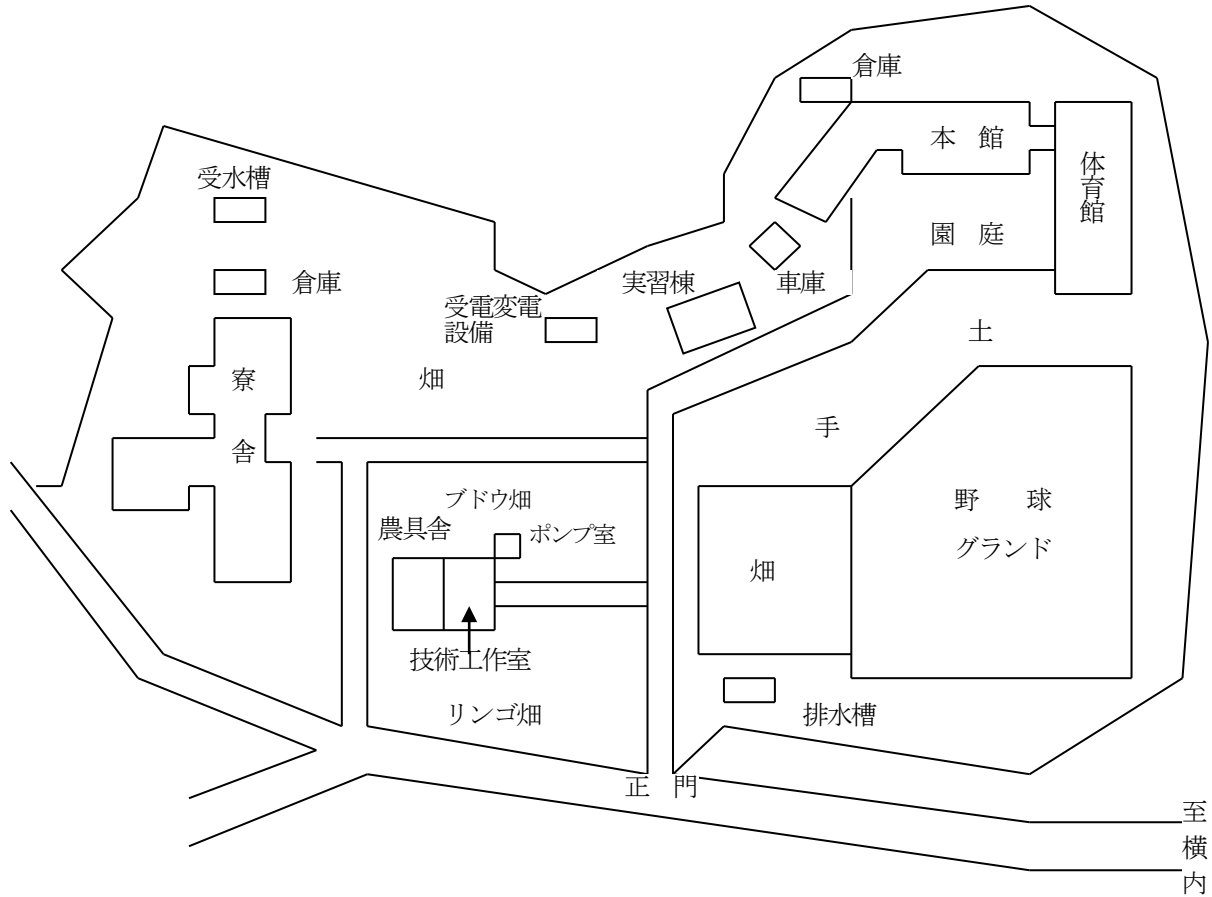 倉庫
本　館
体育館
受水槽
園　庭
倉庫
実習棟
車庫
受電変電
設備
土
寮
畑
手
舎
ブドウ畑
野　　球
農具舎
ポンプ室
グランド
畑
技術工作室
リンゴ畑
排水槽
正　門
至横内